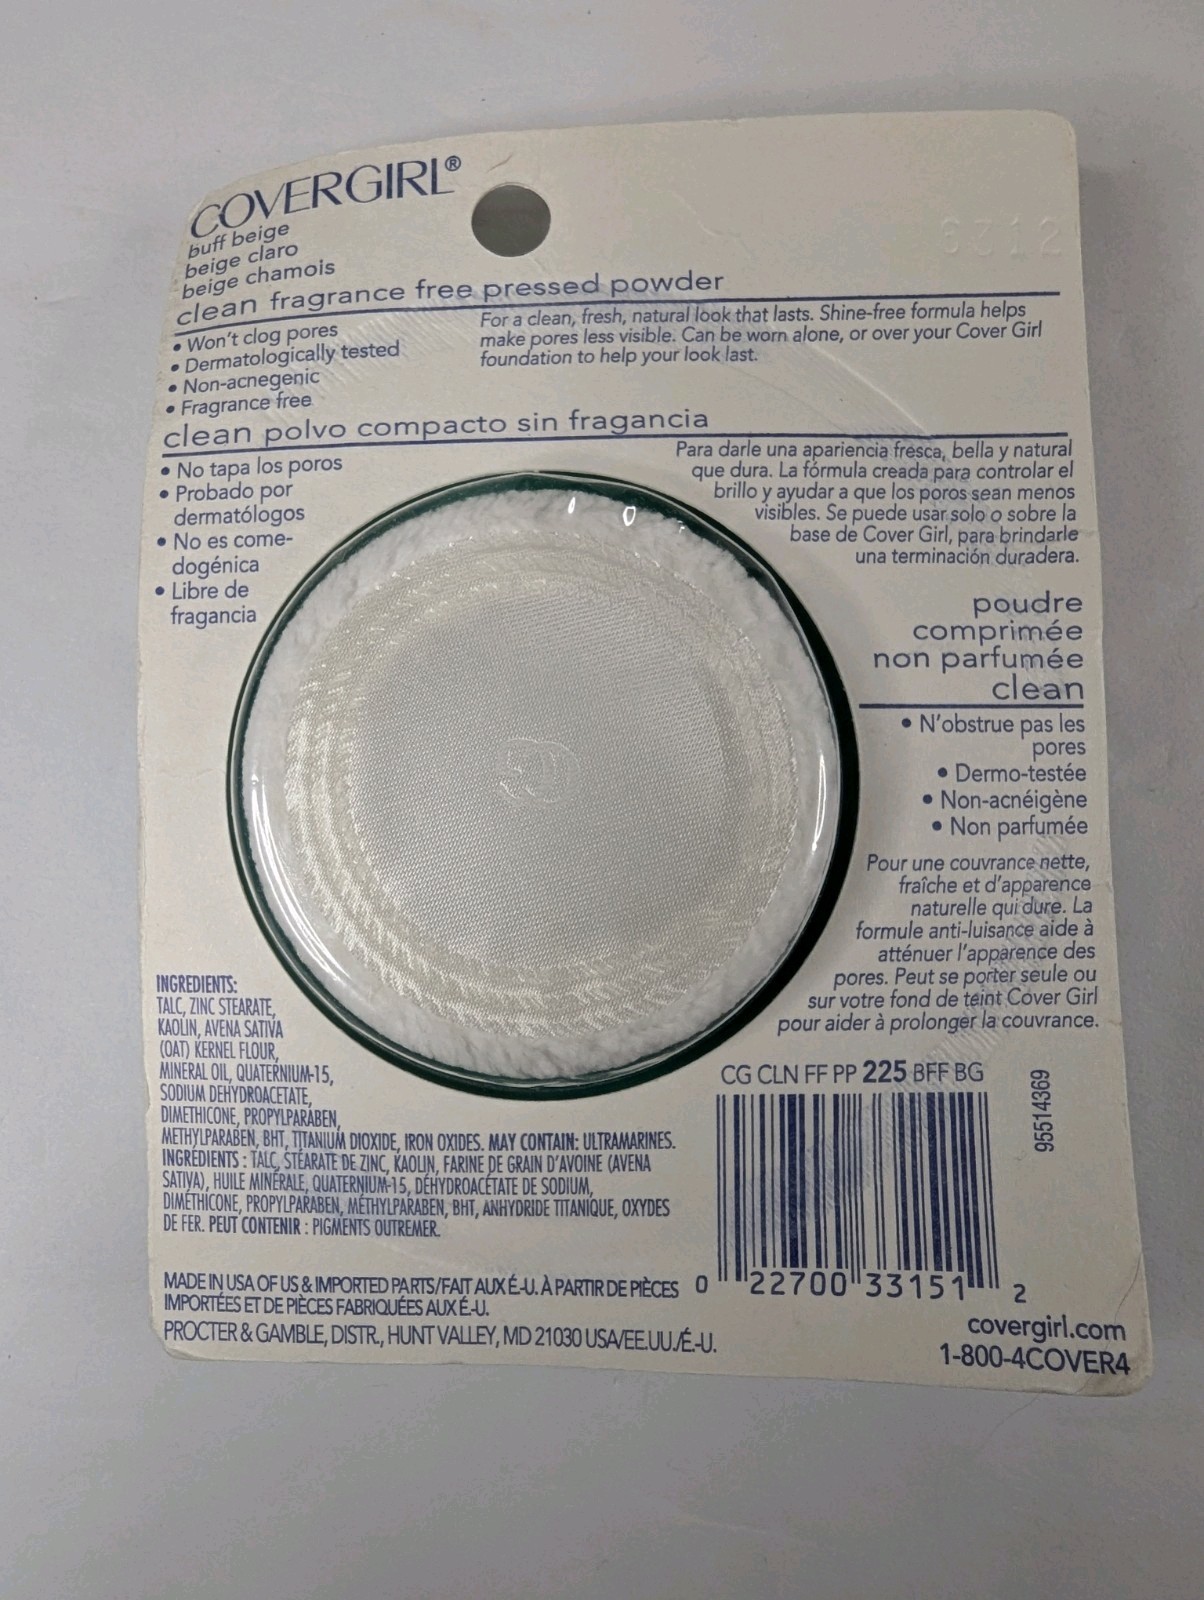 COVERGIRL®
buff beige
beige claro
beige chamois
clean fragrance free pressed powder
• Won't clog pores
• Dermatologically tested
• Non-acnegenic
• Fragrance free
For a clean, fresh, natural look that lasts. Shine-free formula helps
make pores less visible. Can be worn alone, or over your Cover Girl
foundation to help your look last.
clean polvo compacto sin fragancia
• No tapa los poros
• Probado por
dermatólogos
• No es come-
dogénica
• Libre de
fragancia
Para darle una apariencia fresca, bella y natural
que dura. La fórmula creada para controlar el
brillo y ayudar a que los poros sean menos
visibles. Se puede usar solo o sobre la
base de Cover Girl, para brindarle
una terminación duradera.
poudre
comprimée
non parfumée
clean
• N'obstrue pas les
pores
• Dermo-testée
• Non-acnéigène
• Non parfumée
Pour une couvrance nette,
fraîche et d'apparence
naturelle qui dure. La
formule anti-luisance aide à
atténuer l'apparence des
pores. Peut se porter seule ou
sur votre fond de teint Cover Girl
pour aider à prolonger la couvrance.
INGREDIENTS:
TALC, ZINC STEARATE,
KAOLIN, AVENA SATIVA
(OAT) KERNEL FLOUR,
MINERAL OIL, QUATERNIUM-15,
SODIUM DEHYDROACETATE,
DIMETHICONE, PROPYLPARABEN,
METHYLPARABEN, BHT, TITANIUM DIOXIDE, IRON OXIDES. MAY CONTAIN: ULTRAMARINES.
INGRÉDIENTS : TALC, STÉARATE DE ZINC, KAOLIN, FARINE DE GRAIN D'AVOINE (AVENA
SATIVA), HUILE MINÉRALE, QUATERNIUM-15, DÉHYDROACÉTATE DE SODIUM,
DIMÉTHICONE, PROPYLPARABEN, MÉTHYLPARABEN, BHT, ANHYDRIDE TITANIQUE, OXYDES
DE FER. PEUT CONTENIR : PIGMENTS OUTREMER.
CG CLN FF PP 225 BFF BG
95514369
0 22700 33151 2
MADE IN USA OF US & IMPORTED PARTS/FAIT AUX É-U. À PARTIR DE PIÈCES
IMPORTÉES ET DE PIÈCES FABRIQUÉES AUX É-U.
PROCTER & GAMBLE, DISTR., HUNT VALLEY, MD 21030 USA/EE.UU./É.-U.
covergirl.com
1-800-4COVER4